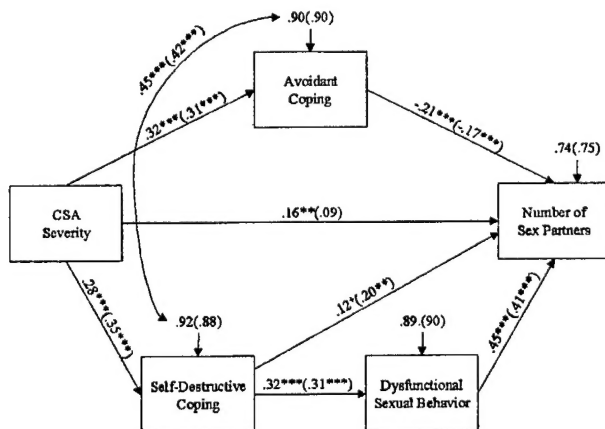 .90(.90)
.45***(.42***)
Avoidant
Coping
.32***(.31***)
-.21***(-.17***)
.74(.75)
CSA
Severity
.16**(.09)
Number of
Sex Partners
.28***(.35***)
.12*(.20**)
.92(.88)
.89.(90)
.45***(.41***)
Self-Destructive
Coping
.32***(.31***)
Dysfunctional
Sexual Behavior